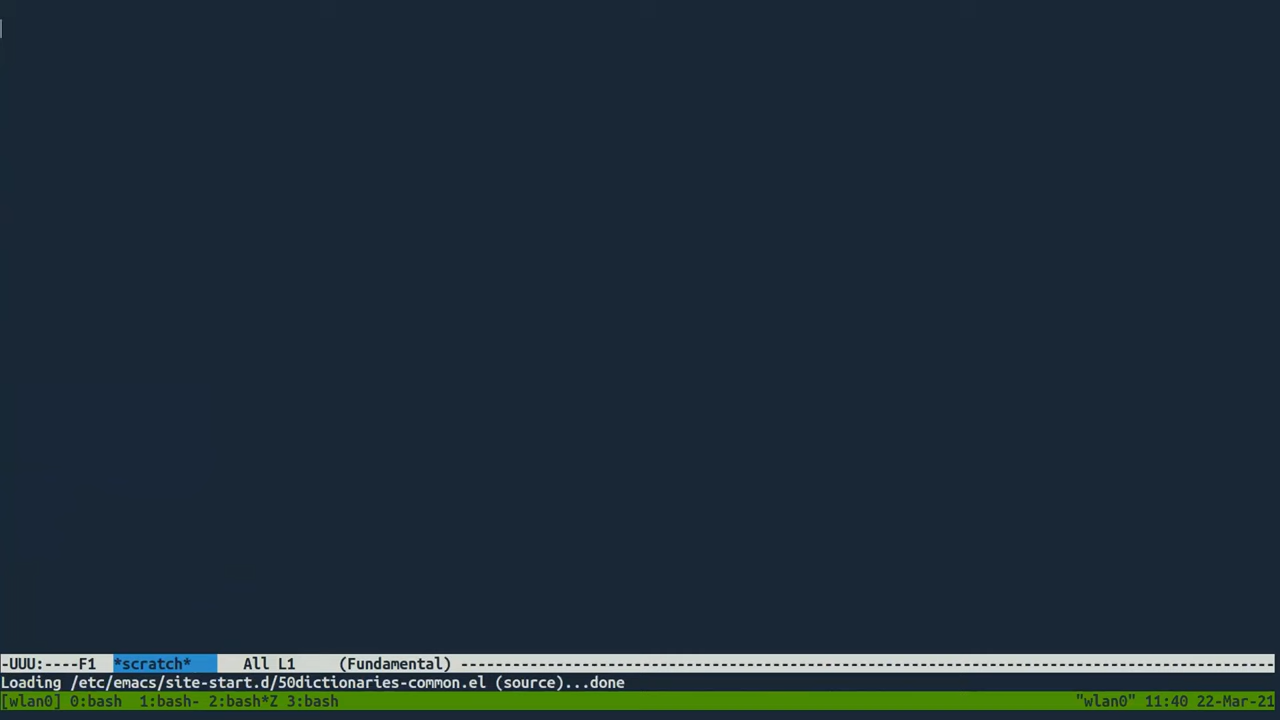 -UUU:----F1  *scratch*      All L1     (Fundamental) ----------------------------------------------------------------------------------------------
Loading /etc/emacs/site-start.d/50dictionaries-common.el (source)...done
[wlan0] 0:bash  1:bash- 2:bash*Z 3:bash "wlan0" 11:40 22-Mar-21